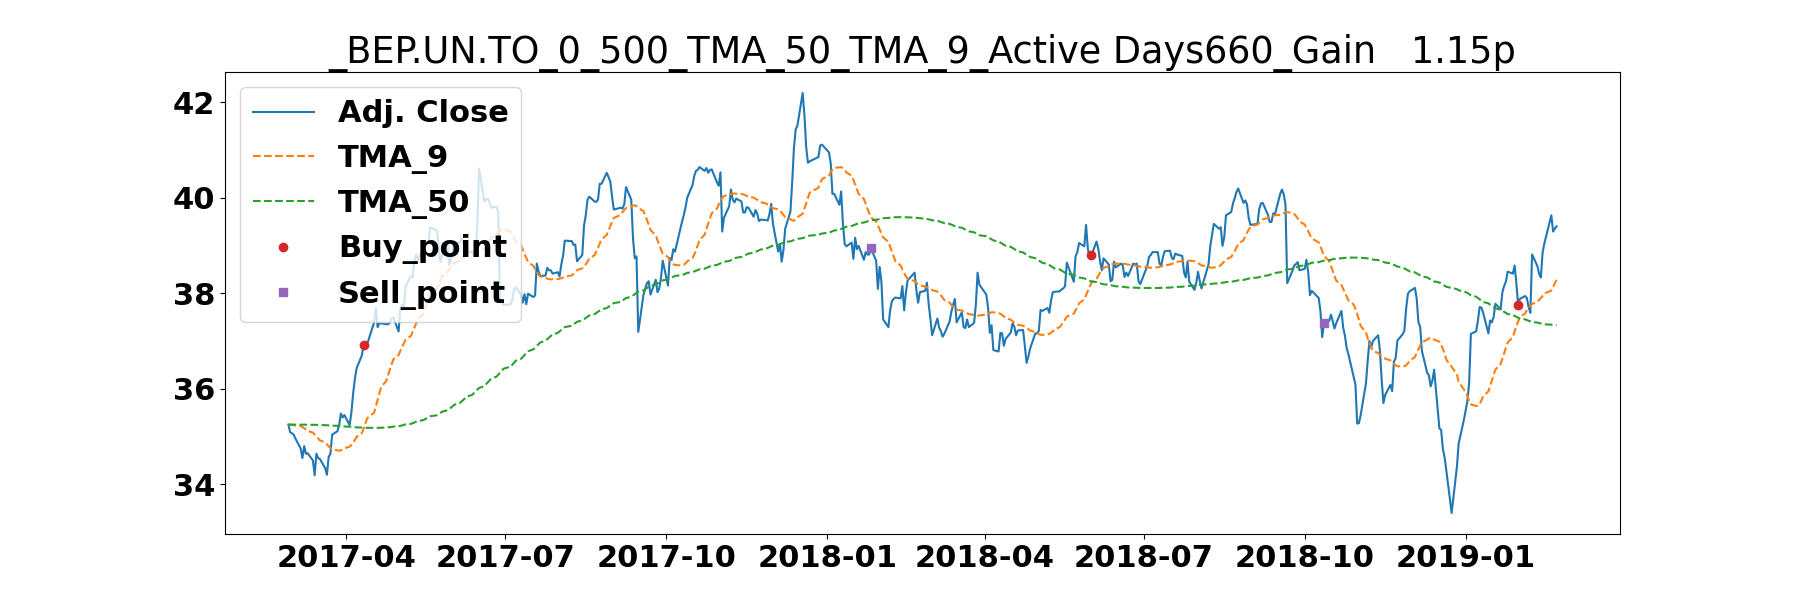 _BEP.UN.TO_0_500_TMA_50_TMA_9_Active Days660_Gain   1.15p
42
40
38
36
34
Adj. Close
TMA_9
TMA_50
Buy_point
Sell_point
2017-04 2017-07 2017-10 2018-01 2018-04 2018-07 2018-10 2019-01